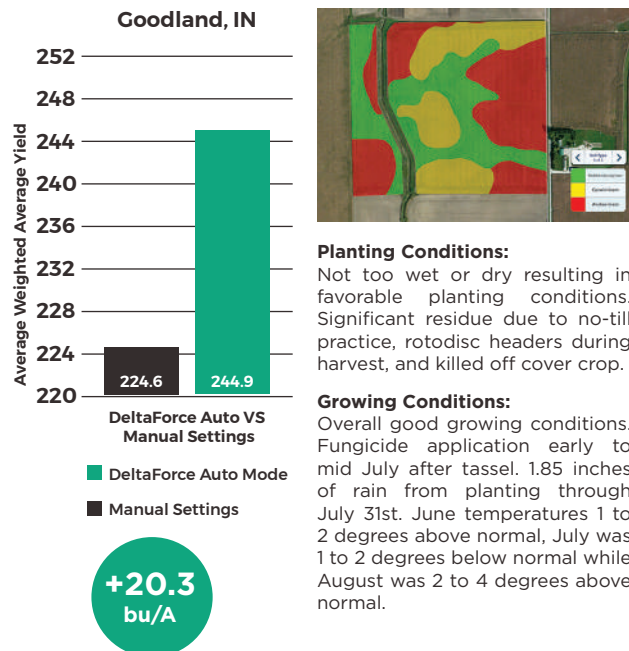 Goodland, IN
252
248
244
240
236
232
228
224
220
Average Weighted Average Yield
224.6
244.9
DeltaForce Auto VS
Manual Settings
DeltaForce Auto Mode
Manual Settings
+20.3
bu/A
Planting Conditions:
Not too wet or dry resulting in
favorable planting conditions.
Significant residue due to no-till
practice, rotodisc headers during
harvest, and killed off cover crop.
Growing Conditions:
Overall good growing conditions.
Fungicide application early to
mid July after tassel. 1.85 inches
of rain from planting through
July 31st. June temperatures 1 to
2 degrees above normal, July was
1 to 2 degrees below normal while
August was 2 to 4 degrees above
normal.